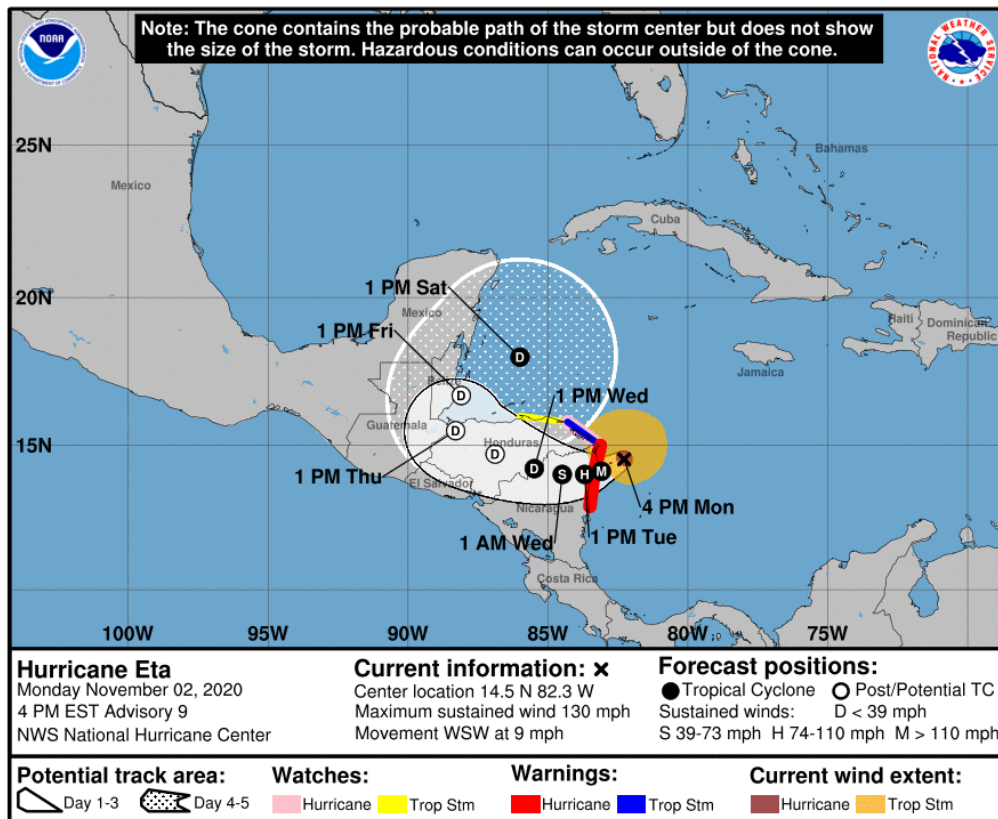 Note: The cone contains the probable path of the storm center but does not show
the size of the storm. Hazardous conditions can occur outside of the cone.
NOAA
NATIONAL WEATHER SERVICE
25N
20N
15N
Mexico
Bahamas
Cuba
1 PM Sat
Mexico
1 PM Fri
Haiti
Dominican
Republic
Jamaica
1 PM Wed
D
D
Guatemala
D
Honduras
D
D
S
H
M
1 PM Thu
El Salvador
Nicaragua
4 PM Mon
1 AM Wed
1 PM Tue
Costa Rica
100W
95W
90W
85W
80W
75W
Hurricane Eta
Monday November 02, 2020
4 PM EST Advisory 9
NWS National Hurricane Center
Current information: ×
Center location 14.5 N 82.3 W
Maximum sustained wind 130 mph
Movement WSW at 9 mph
Forecast positions:
Tropical Cyclone Post/Potential TC
Sustained winds: D < 39 mph
S 39-73 mph H 74-110 mph M > 110 mph
Potential track area:
Day 1-3 Day 4-5
Watches:
Hurricane Trop Stm
Warnings:
Hurricane Trop Stm
Current wind extent:
Hurricane Trop Stm